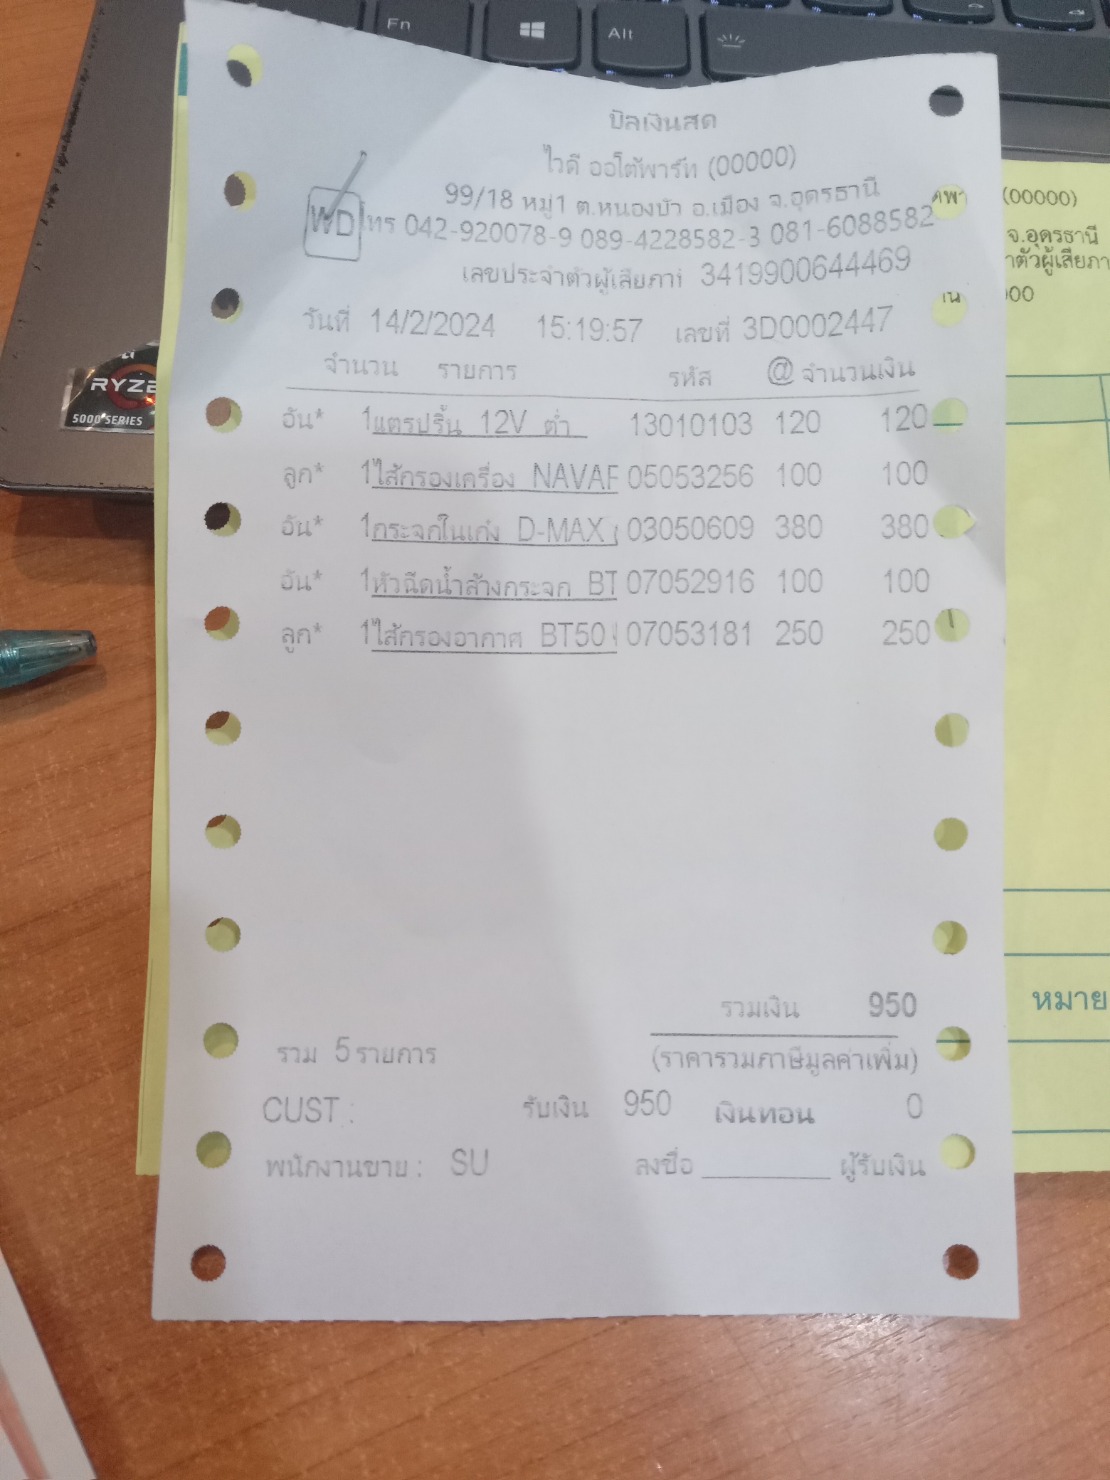 Fn
Alt
บิลเงินสด
ไวดี ออโต้พาร์ท (00000)
99/18 หมู่1 ต.หนองบัว อ.เมือง จ.อุดรธานี
WD
โทร 042-920078-9 089-4228582-3 081-6088582
เลขประจำตัวผู้เสียภาษี 3419900644469
วันที่ 14/2/2024 15:19:57 เลขที่ 3D0002447
จำนวน รายการ รหัส @ จำนวนเงิน
อัน* 1 แตรปริ้น 12V ต่ำ 13010103 120 120
ลูก* 1 ไส้กรองเครื่อง NAVAF 05053256 100 100
อัน* 1 กระจกในเก๋ง D-MAX 03050609 380 380
อัน* 1 หัวฉีดน้ำล้างกระจก BT 07052916 100 100
ลูก* 1 ไส้กรองอากาศ BT50 07053181 250 250
รวมเงิน 950
รวม 5 รายการ (ราคารวมภาษีมูลค่าเพิ่ม)
CUST : รับเงิน 950 เงินทอน 0
พนักงานขาย : SU ลงชื่อ ________ ผู้รับเงิน
RYZE
5000 SERIES
(00000)
จ.อุดรธานี
าตัวผู้เสียภา
00
หมาย